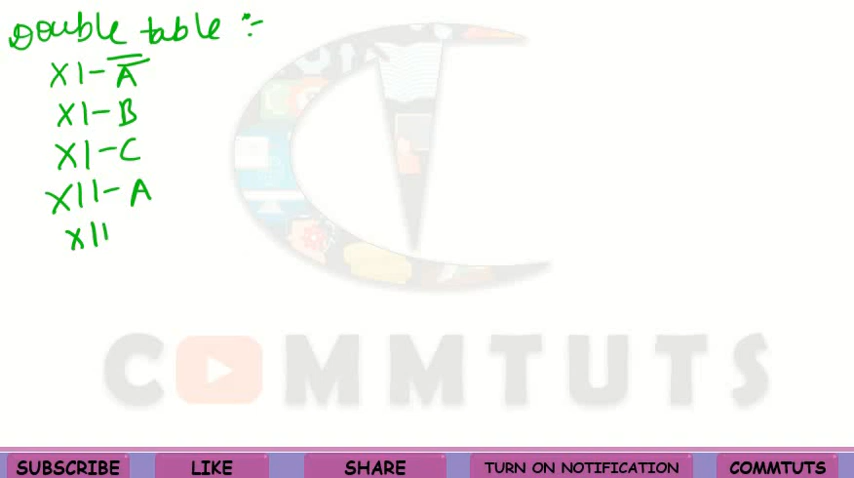 Double table :-
XI-A
XI-B
XI-C
XII-A
XII
COMMTUTS
SUBSCRIBE LIKE SHARE TURN ON NOTIFICATION COMMTUTS